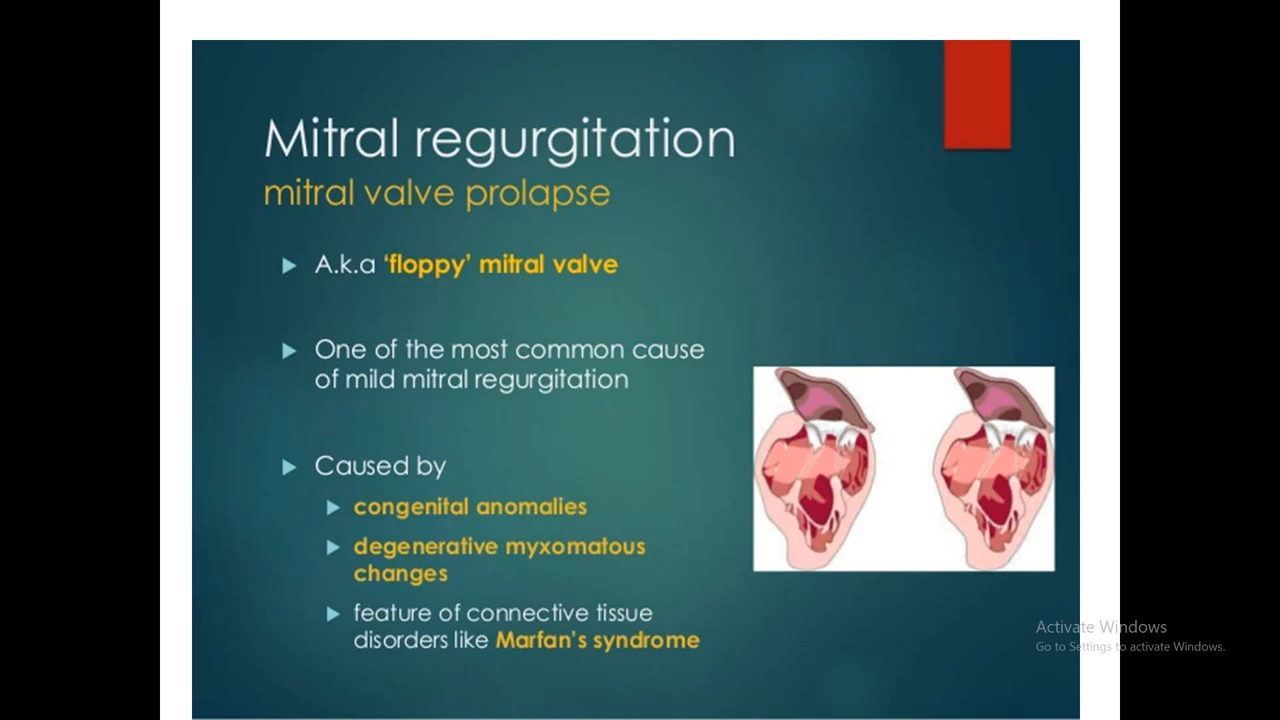 Mitral regurgitation
mitral valve prolapse
A.k.a 'floppy' mitral valve
One of the most common cause
of mild mitral regurgitation
Caused by
congenital anomalies
degenerative myxomatous
changes
feature of connective tissue
disorders like Marfan's syndrome
Activate Windows
Go to Settings to activate Windows.